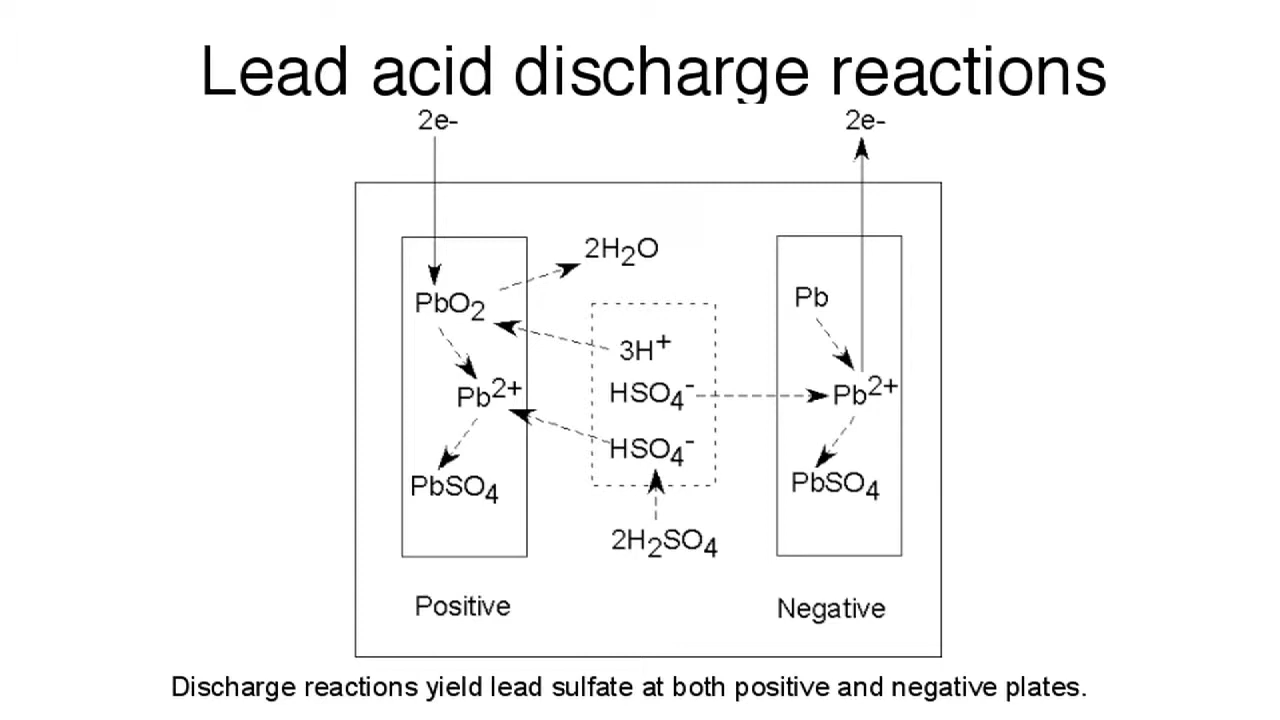 Lead acid discharge reactions
2e-
2e-
2H2O
PbO2
Pb
3H+
HSO4-
Pb2+
Pb2+
HSO4-
PbSO4
PbSO4
2H2SO4
Positive
Negative
Discharge reactions yield lead sulfate at both positive and negative plates.